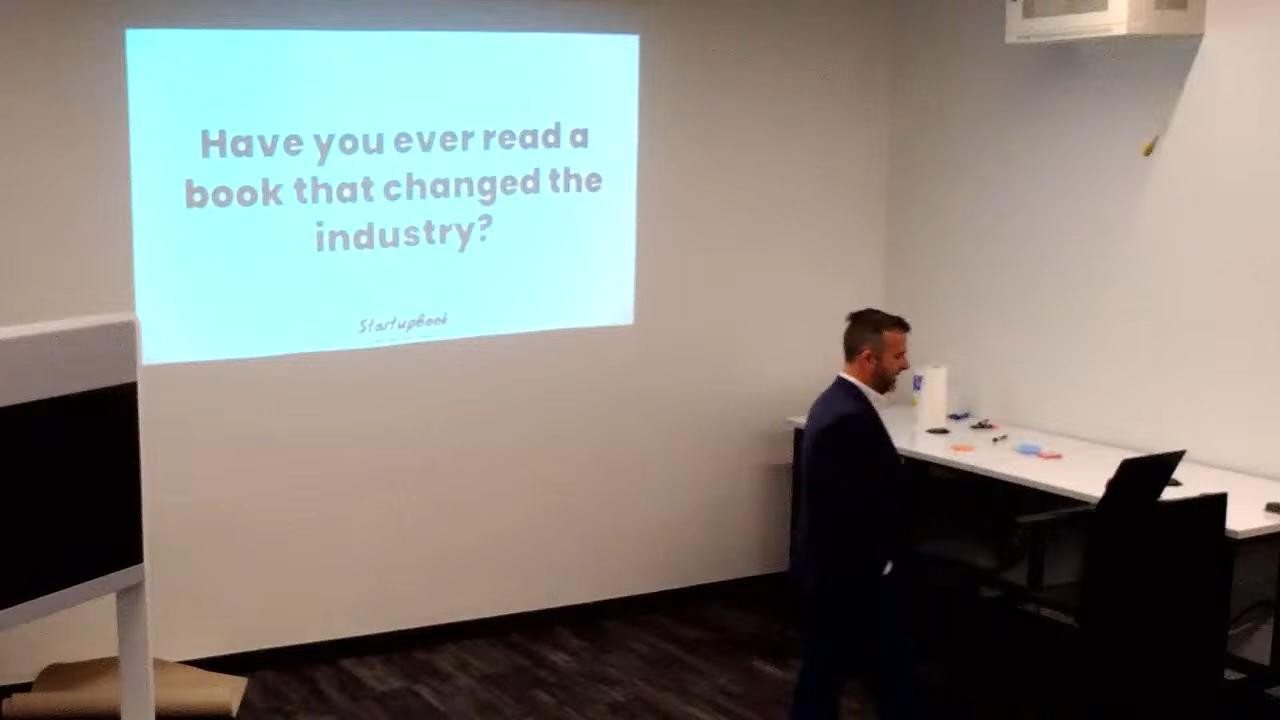 Have you ever read a
book that changed the
industry?
StartupBook